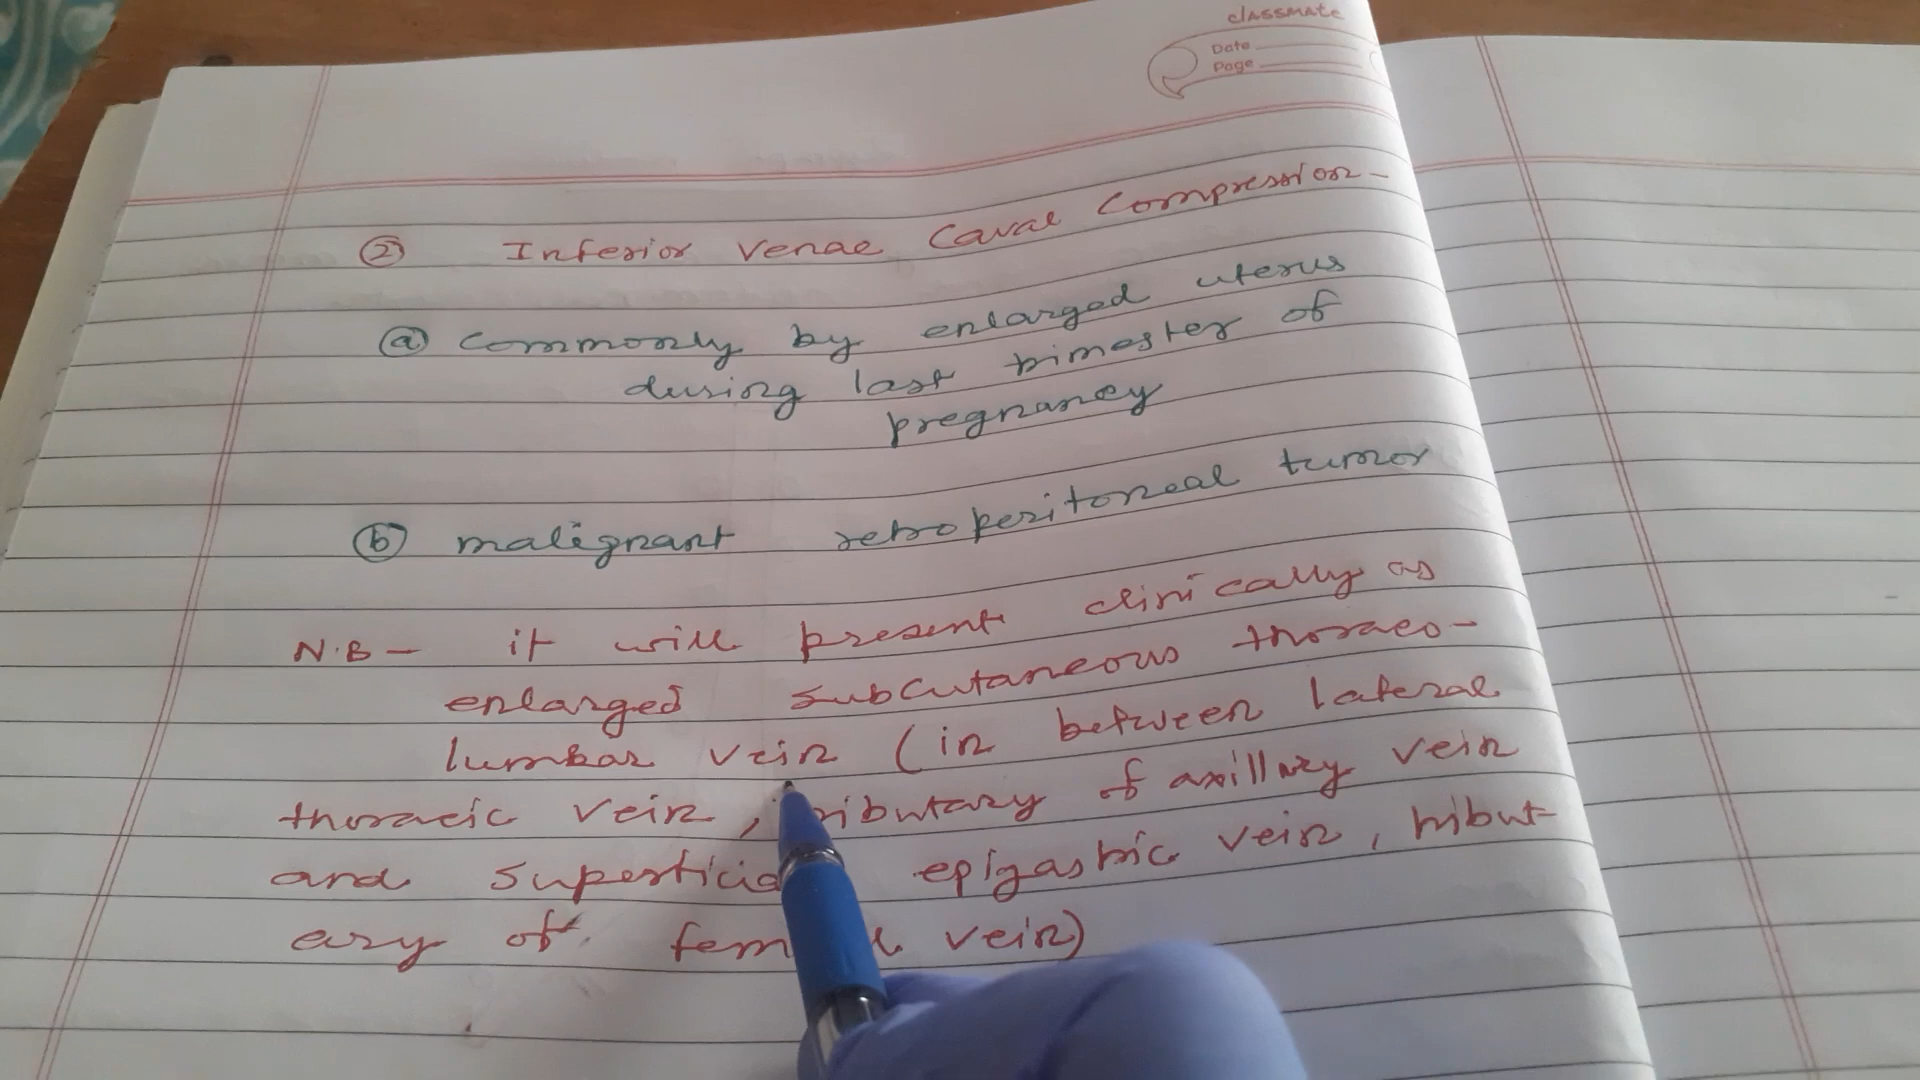 classmate
Date
Page
② Inferior Venae Caval Compression-
ⓐ Commonly by enlarged uterus
during last trimester of
pregnancy
ⓑ malignant retroperitoneal tumor
N.B- it will present clinically as
enlarged subcutaneous thoraco-
lumbar vein (in between lateral
thoracic vein, tributary of axillary vein
and superficial epigastric vein, tribut-
ary of vein)